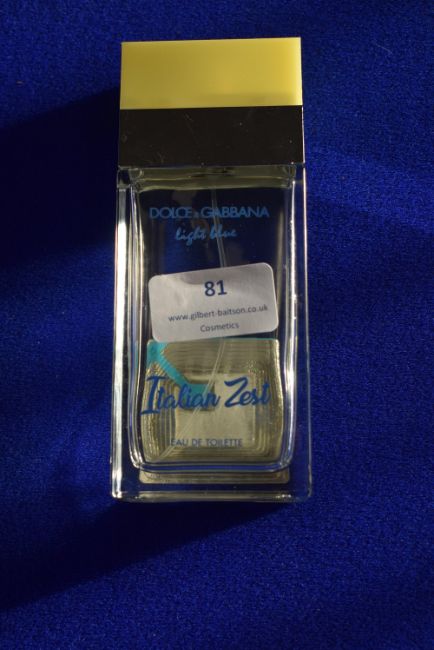 DOLCE & GABBANA
light blue
81
www.gilbert-baitson.co.uk
Cosmetics
Italian Zest
EAU DE TOILETTE